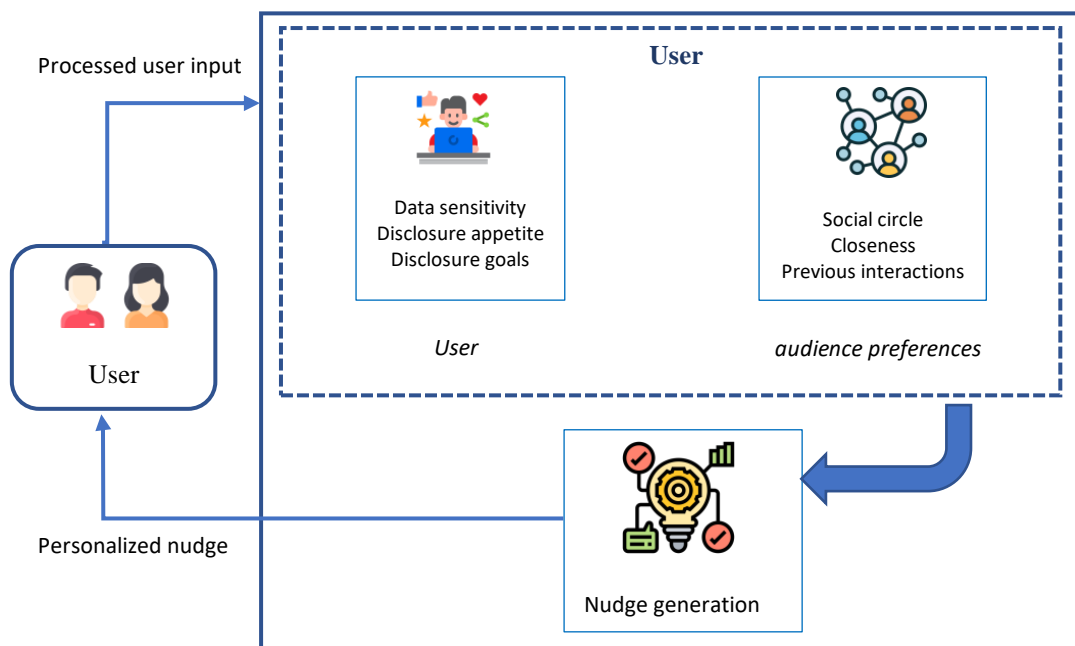 Processed user input
User
Data sensitivity
Disclosure appetite
Disclosure goals
Social circle
Closeness
Previous interactions
User
audience preferences
User
Nudge generation
Personalized nudge